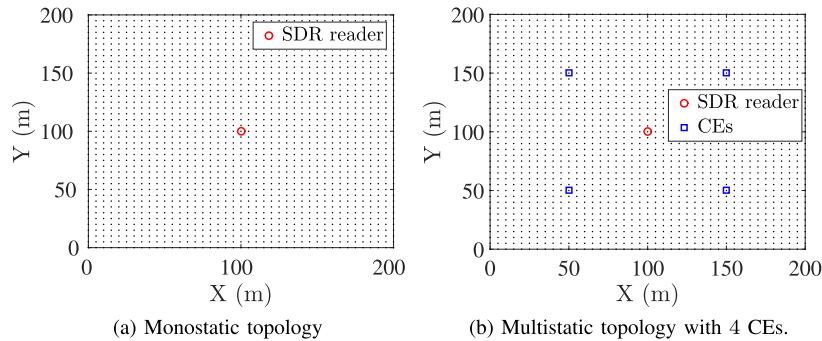 200
150
100
50
0
Y (m)
0
100
200
X (m)
SDR reader
(a) Monostatic topology
200
150
100
50
0
Y (m)
0
50
100
150
200
X (m)
SDR reader
CEs
(b) Multistatic topology with 4 CEs.